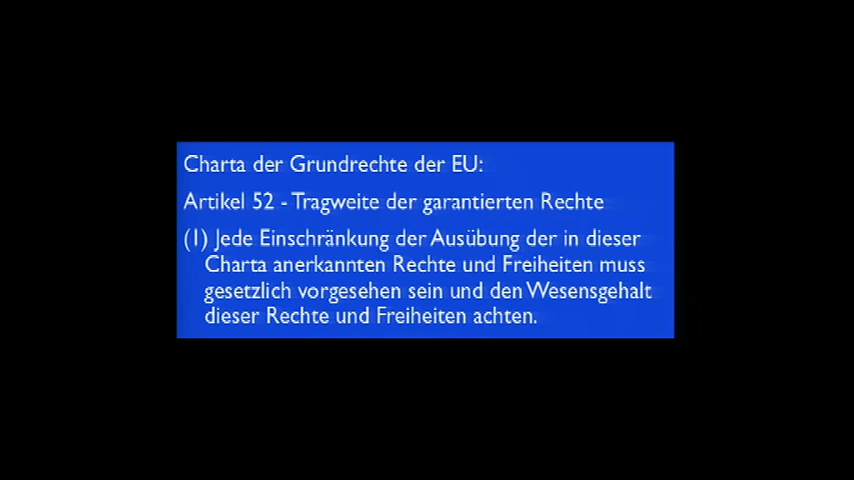 Charta der Grundrechte der EU:
Artikel 52 - Tragweite der garantierten Rechte
(1) Jede Einschränkung der Ausübung der in dieser
Charta anerkannten Rechte und Freiheiten muss
gesetzlich vorgesehen sein und den Wesensgehalt
dieser Rechte und Freiheiten achten.